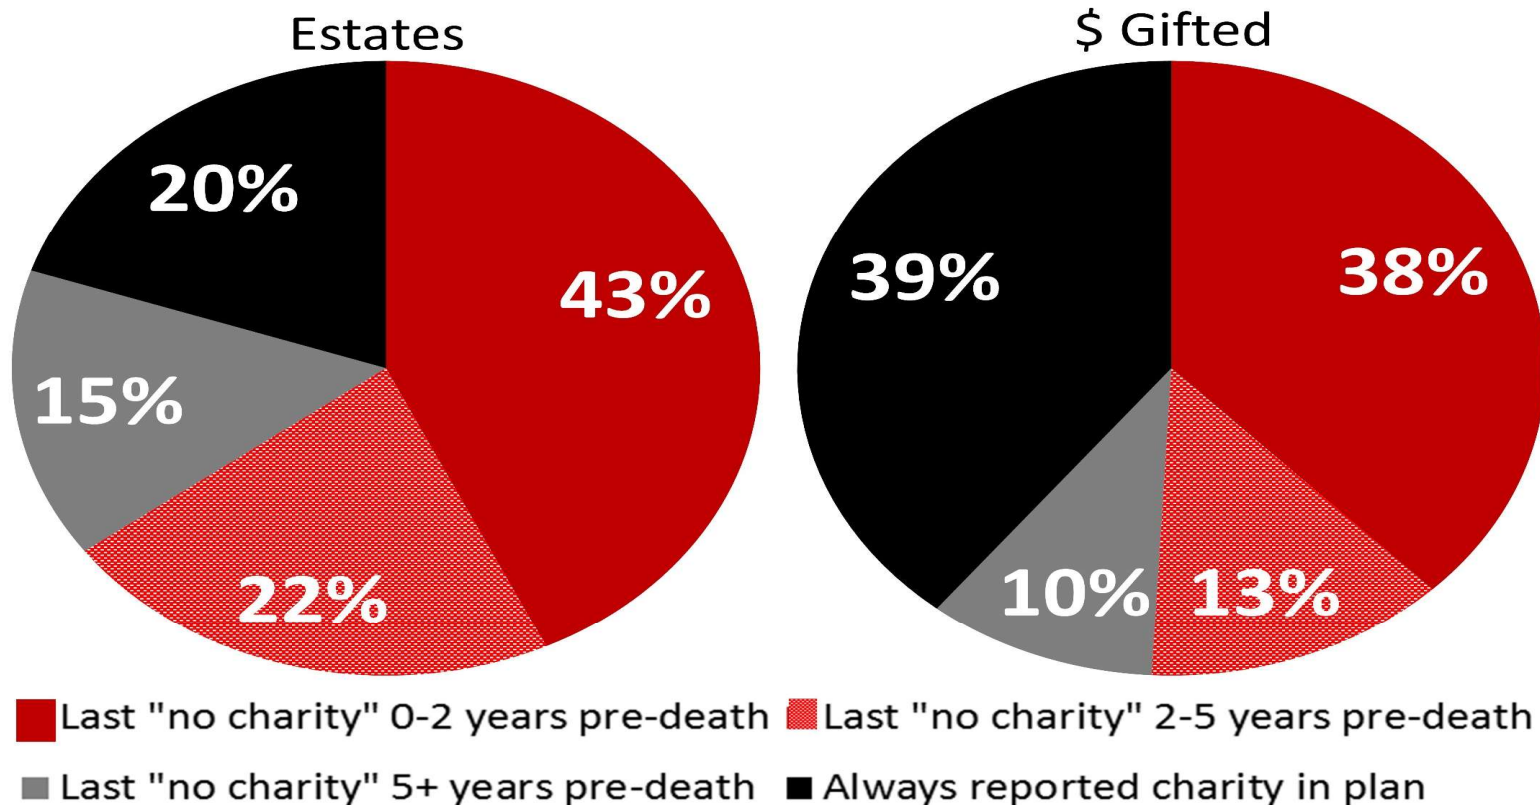 Estates
20%
43%
15%
22%
$ Gifted
39%
38%
10%
13%
Last "no charity" 0-2 years pre-death
Last "no charity" 2-5 years pre-death
Last "no charity" 5+ years pre-death
Always reported charity in plan